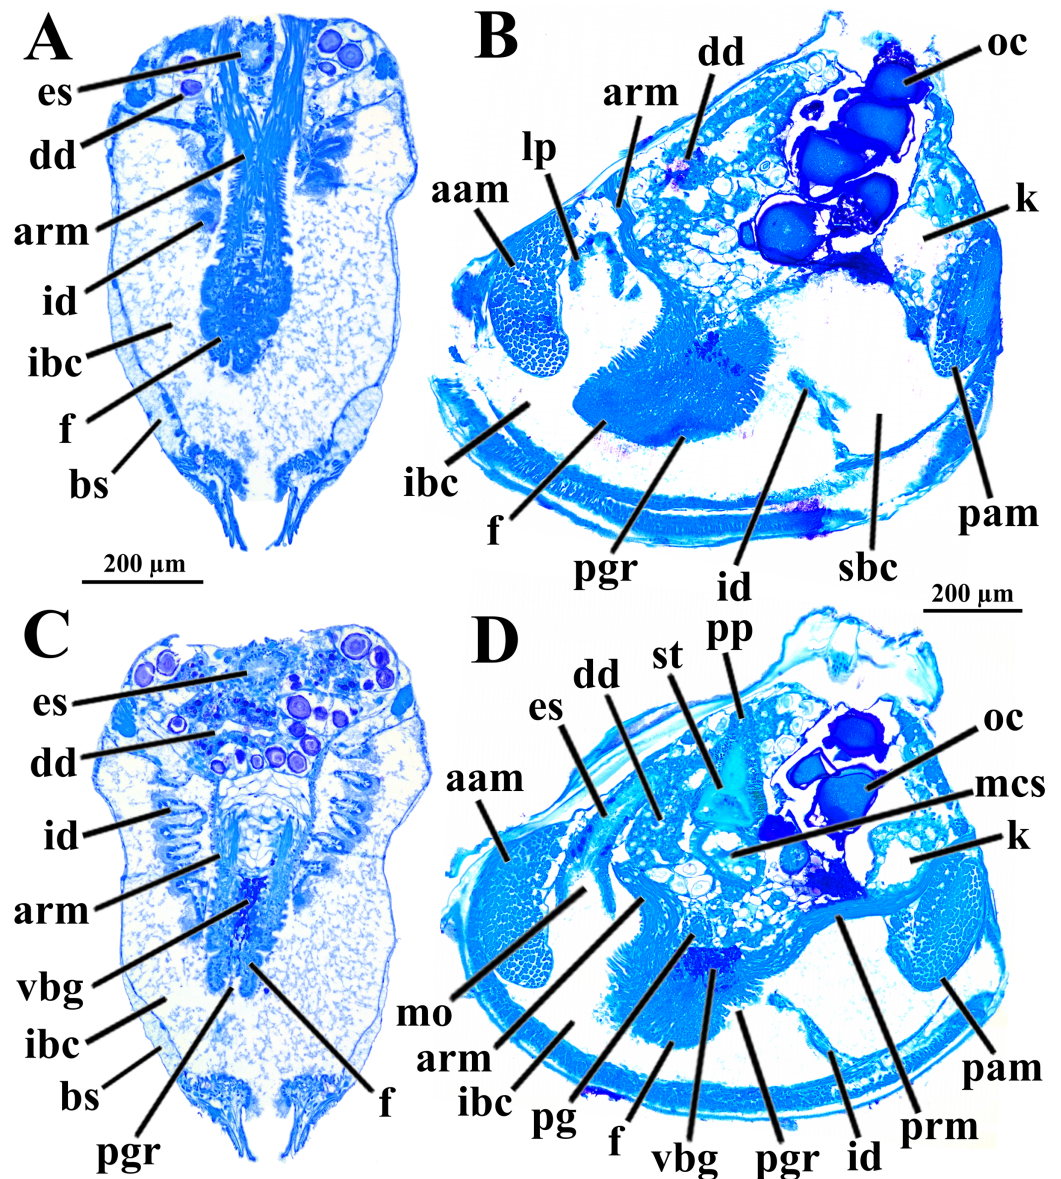 A
es
dd
arm
id
ibc
f
bs
200 µm
B
oc
dd
arm
lp
aam
k
ibc
f
pgr
id
sbc
pam
200 µm
C
es
dd
id
arm
vbg
ibc
bs
pgr
f
D
pp
st
dd
es
aam
oc
mcs
k
mo
arm
ibc
pg
f
vbg
pgr
id
prm
pam